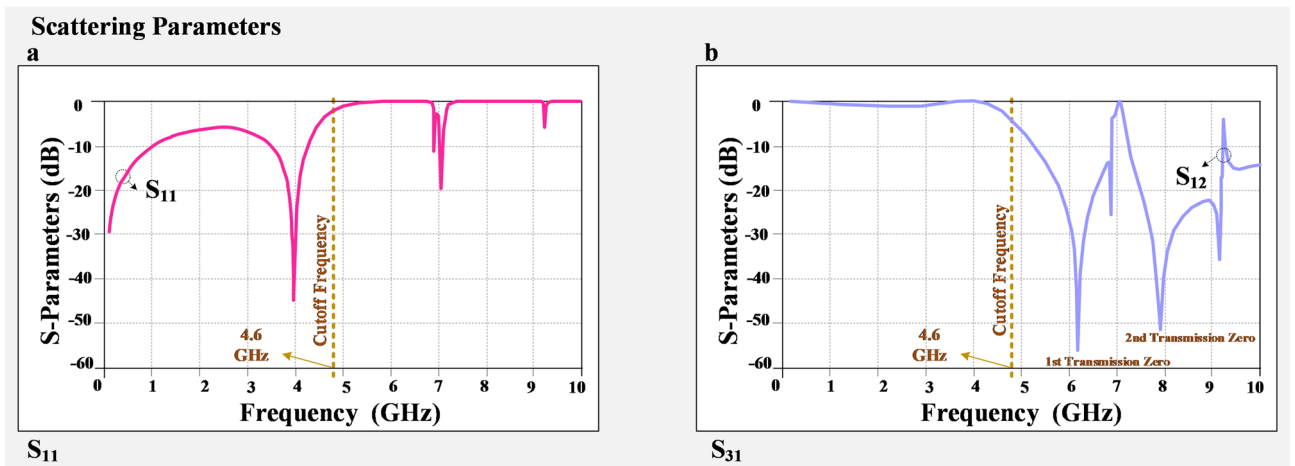 Scattering Parameters
a
S-Parameters (dB)
0
-10
-20
-30
-40
-50
-60
S₁₁
Cutoff Frequency
4.6
GHz
0 1 2 3 4 5 6 7 8 9 10
Frequency (GHz)
S₁₁
b
S-Parameters (dB)
0
-10
-20
-30
-40
-50
-60
S₁₂
Cutoff Frequency
4.6
GHz
2nd Transmission Zero
1st Transmission Zero
0 1 2 3 4 5 6 7 8 9 10
Frequency (GHz)
S₃₁